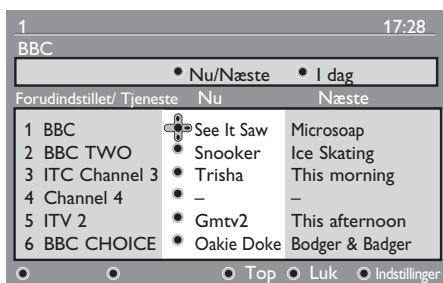 1 17:28
BBC
Nu/Næste I dag
Forudindstillet/ Tjeneste Nu Næste
1 BBC See It Saw Microsoap
2 BBC TWO Snooker Ice Skating
3 ITC Channel 3 Trisha This morning
4 Channel 4 – –
5 ITV 2 Gmtv2 This afternoon
6 BBC CHOICE Oakie Doke Bodger & Badger
Top Luk Indstillinger